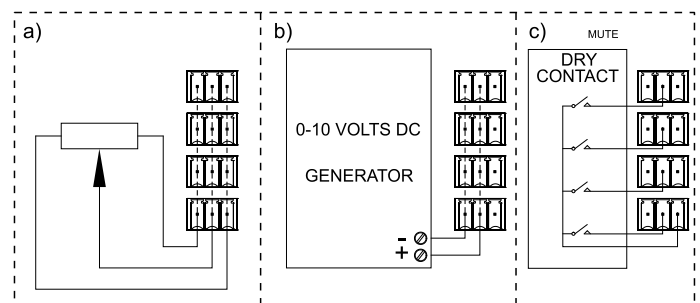 a)
b)
0-10 VOLTS DC
GENERATOR
-
+
c)
MUTE
DRY
CONTACT